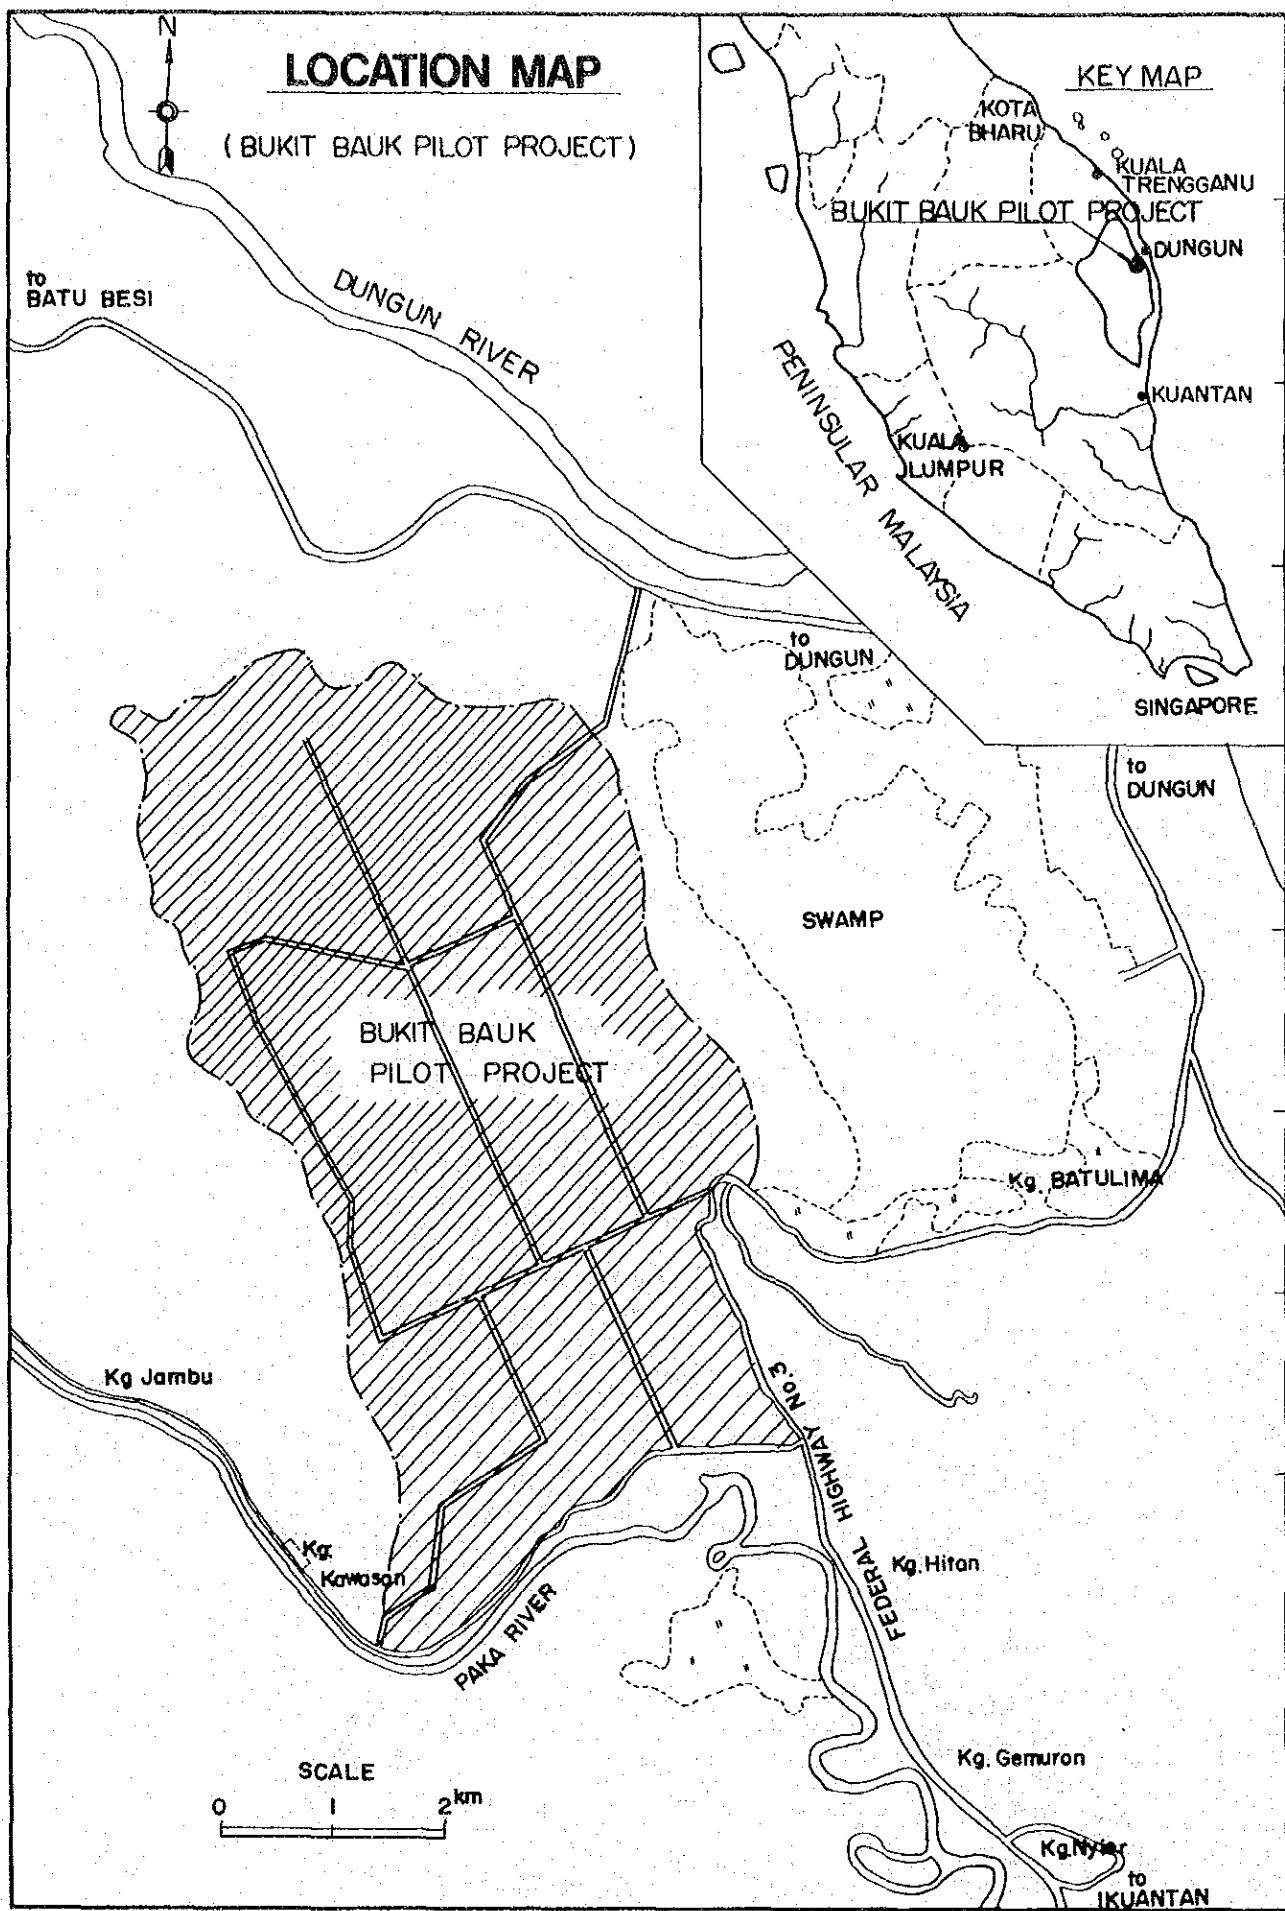 N
LOCATION MAP
(BUKIT BAUK PILOT PROJECT)
KEY MAP
KOTA
BHARU
KUALA
TRENGGANU
BUKIT BAUK PILOT PROJECT
DUNGUN
KUANTAN
KUALA
LUMPUR
PENINSULAR MALAYSIA
SINGAPORE
to
BATU BESI
DUNGUN RIVER
to
DUNGUN
to
DUNGUN
SWAMP
BUKIT BAUK
PILOT PROJECT
Kg. BATULIMA
Kg Jambu
FEDERAL HIGHWAY No.3
Kg.
Kawasan
Kg. Hitan
PAKA RIVER
Kg. Gemuron
SCALE
0 1 2 km
Kg. Nyior
to
KUANTAN